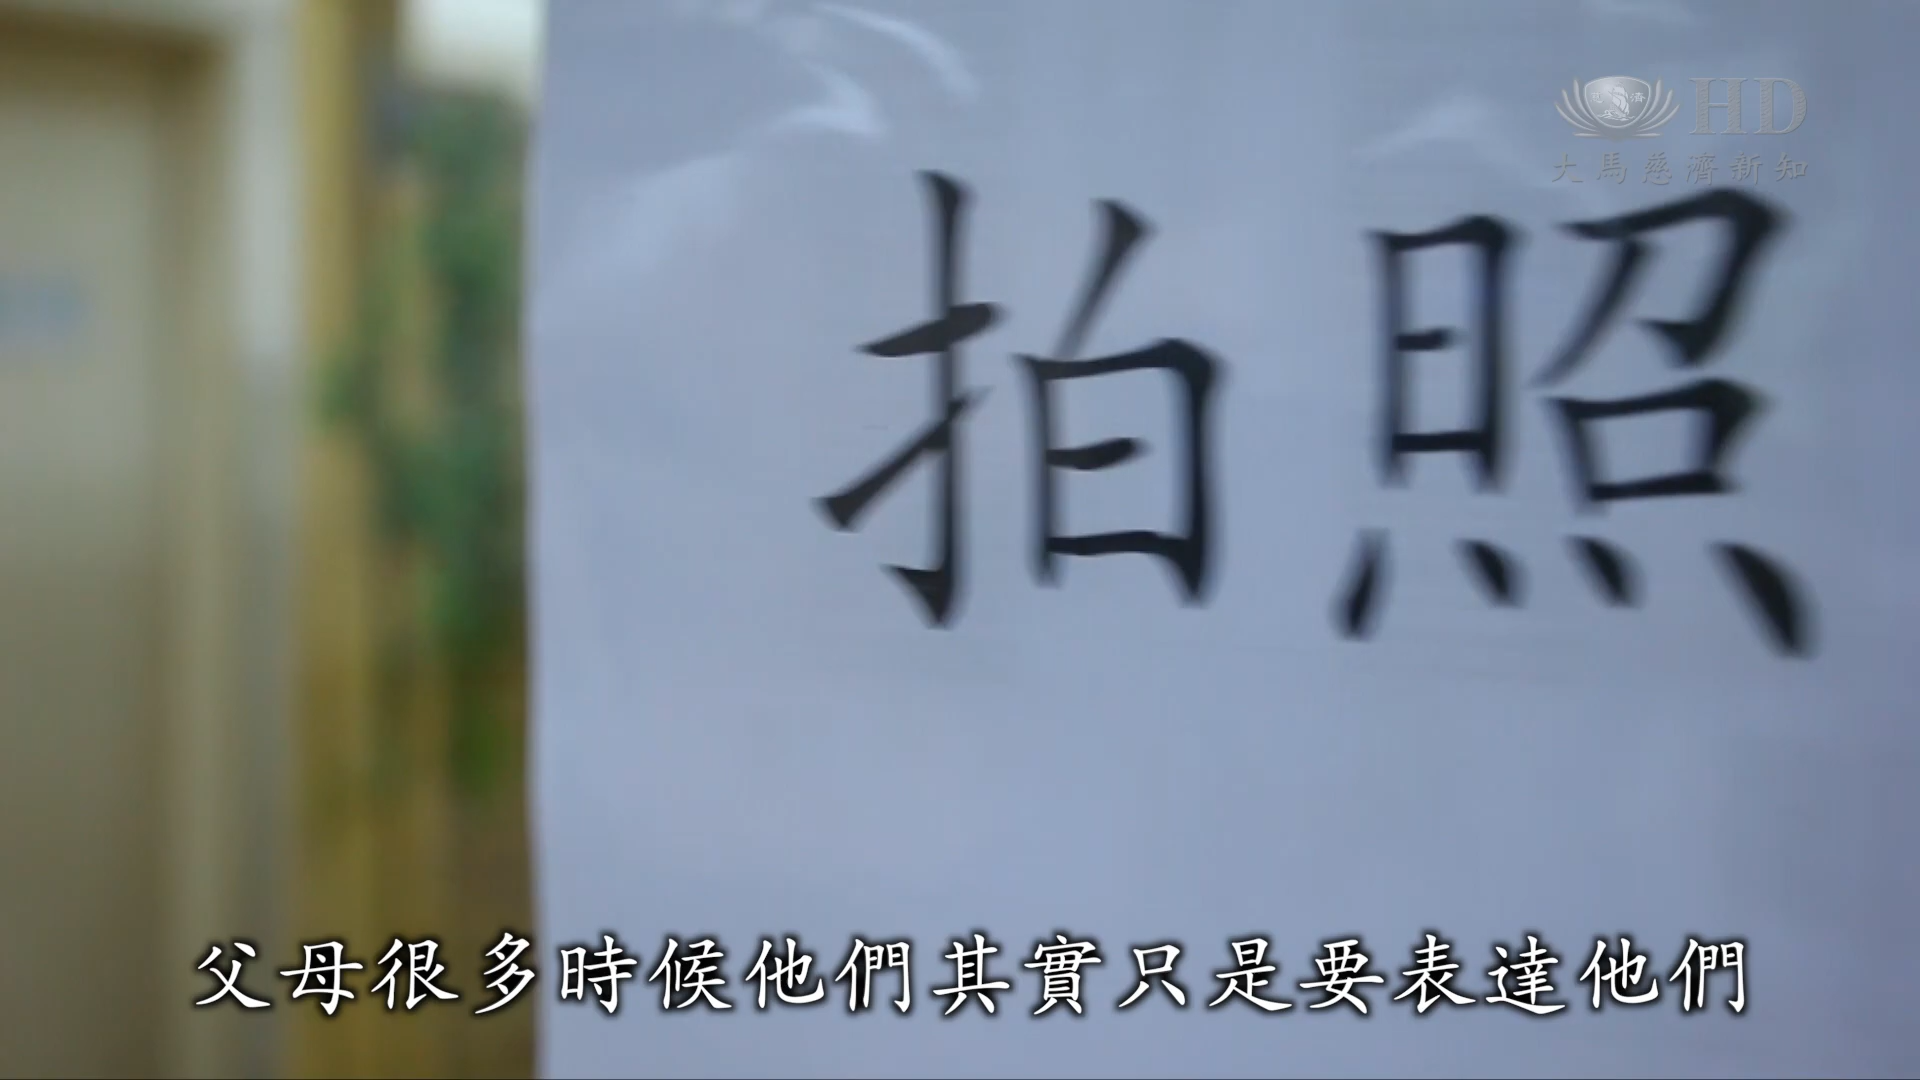 HD
大馬慈濟新知
拍照
父母很多時候他們其實只是要表達他們